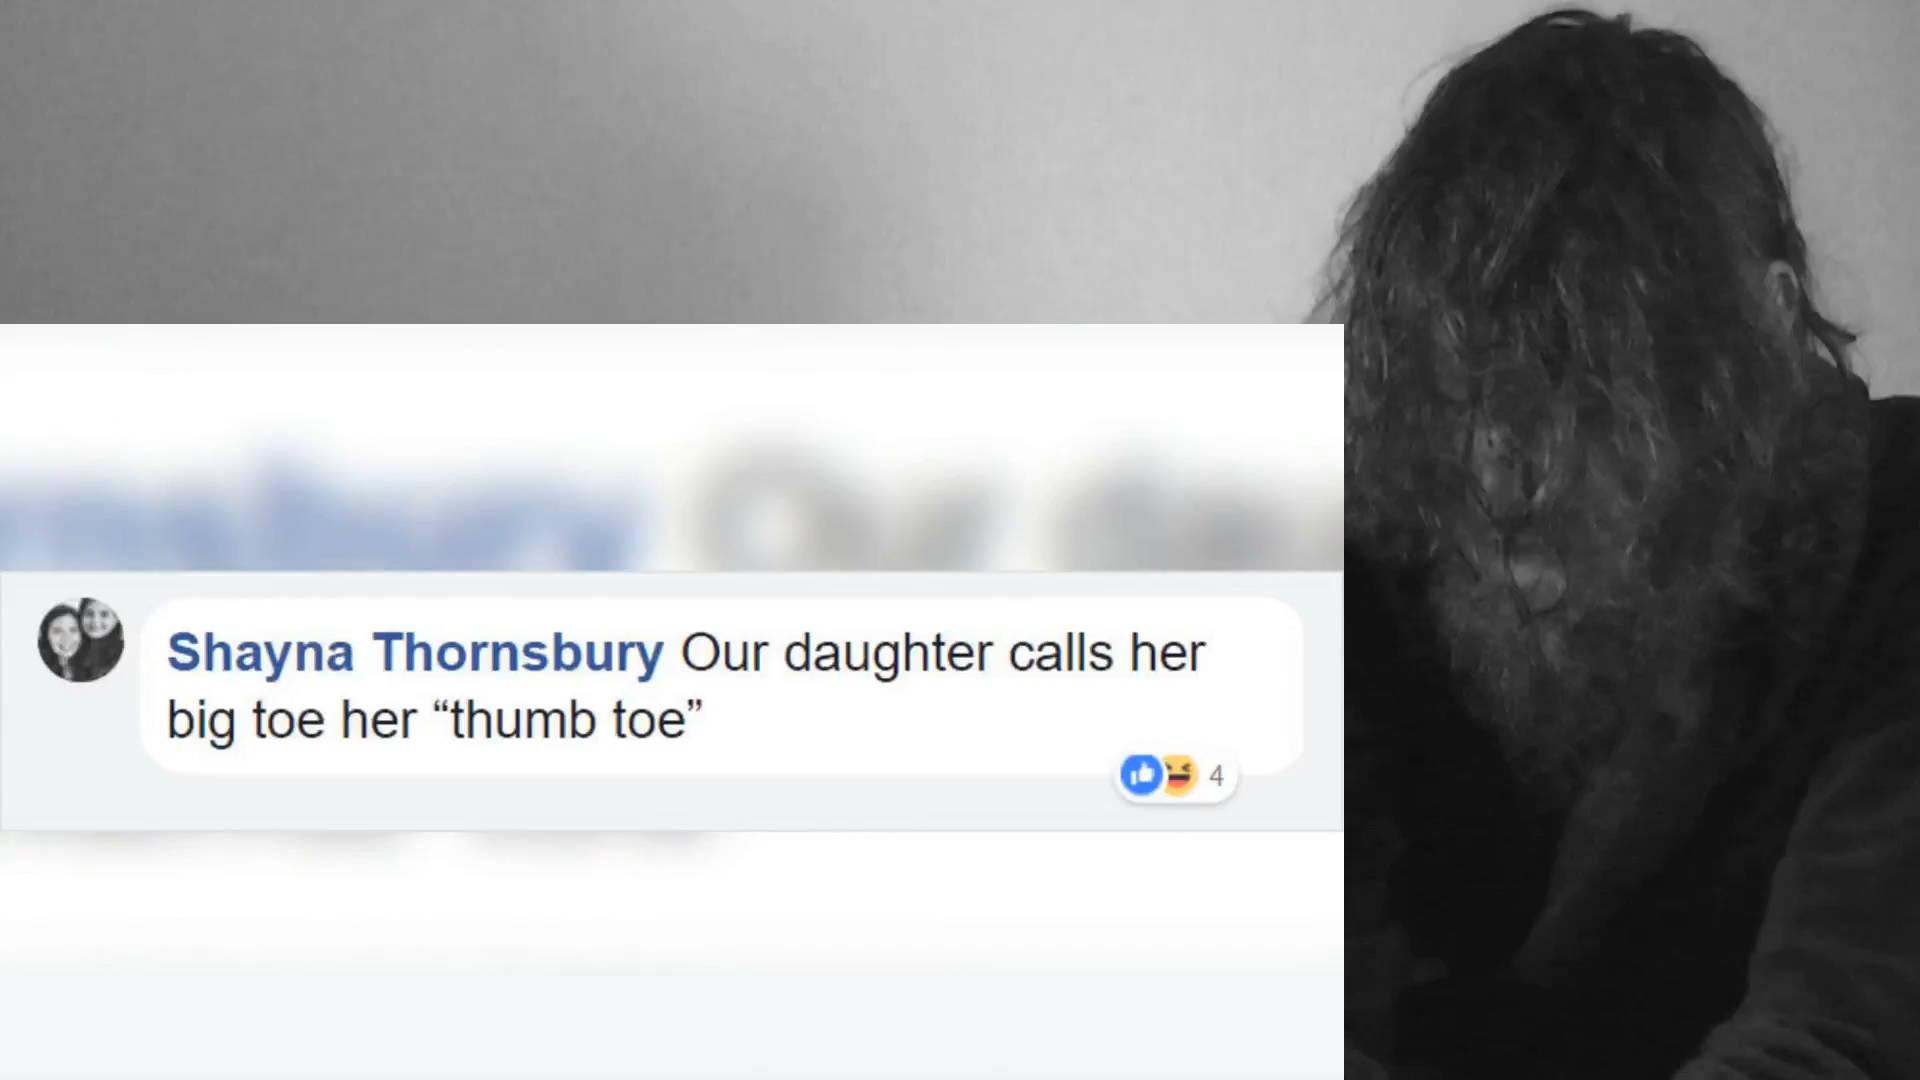 Shayna Thornsbury Our daughter calls her
big toe her “thumb toe”
4